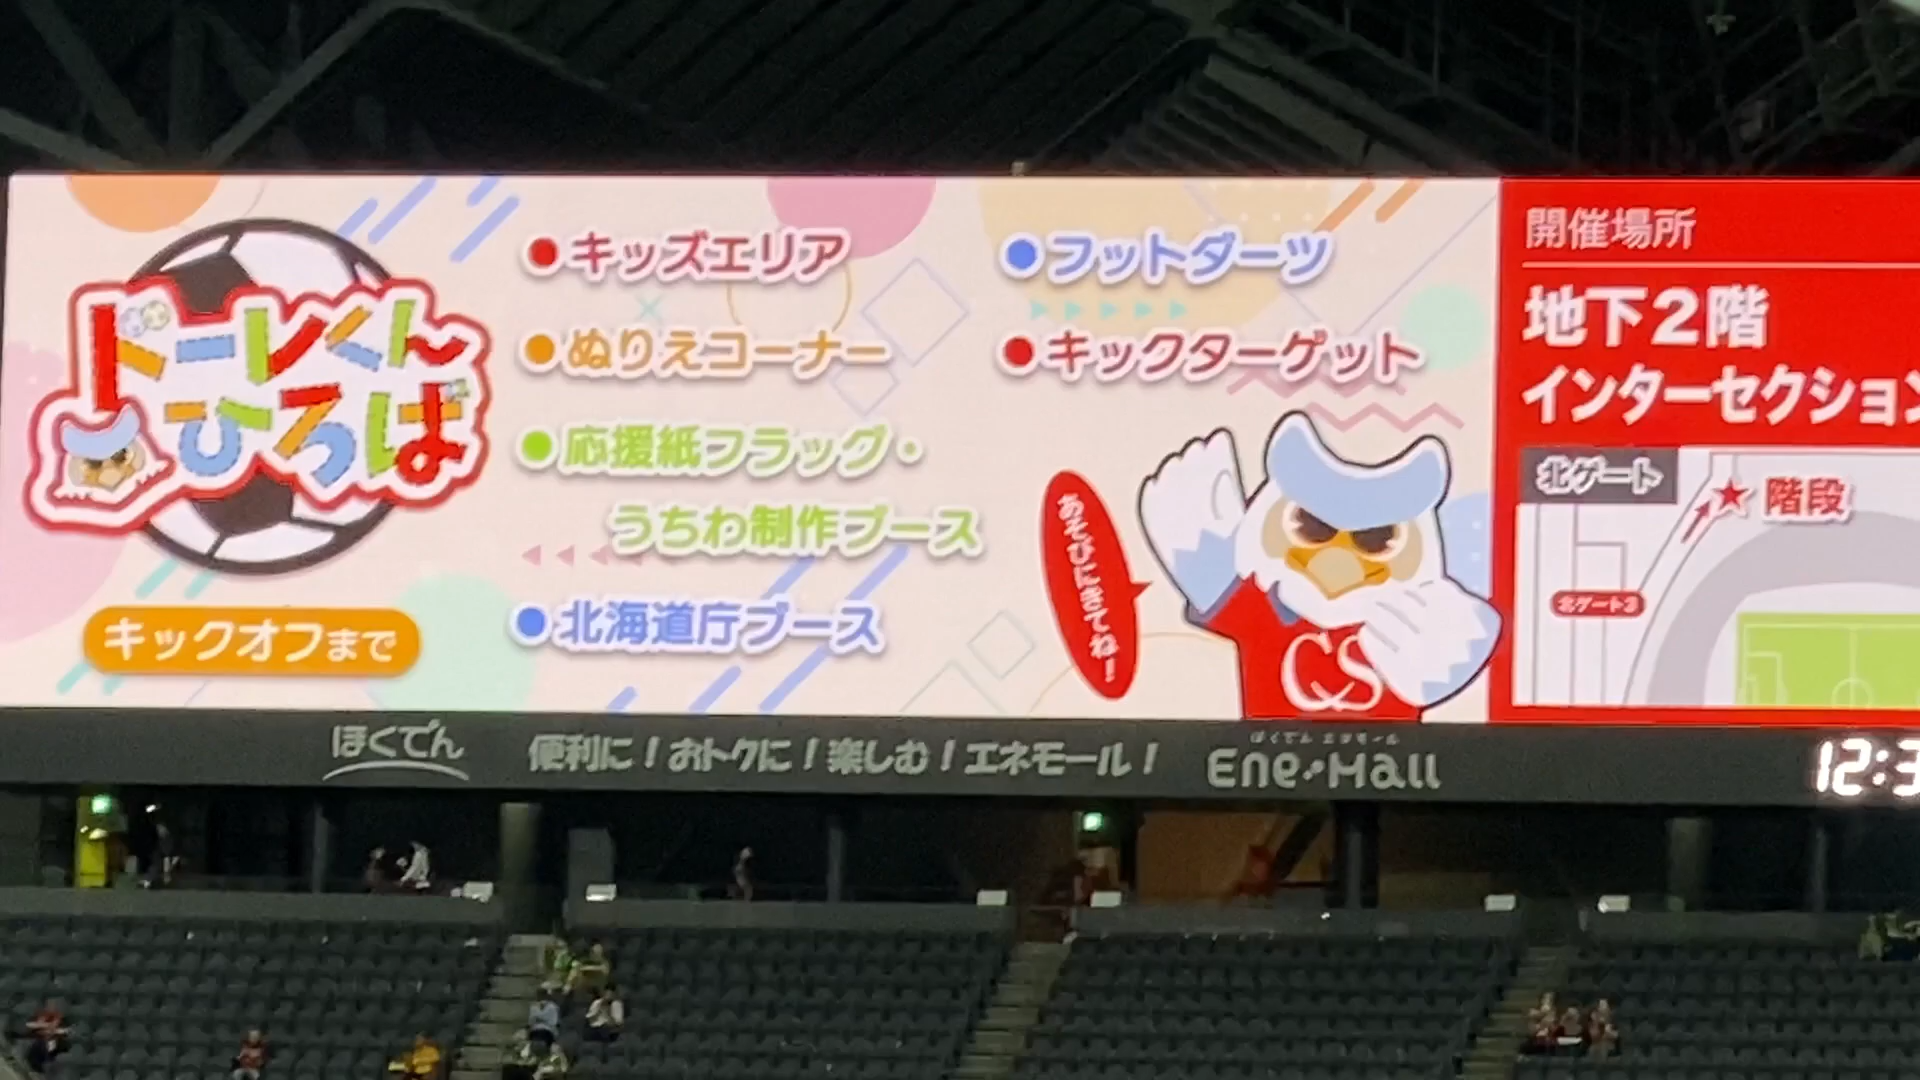 ドーレくん
ひろば
キックオフまで
●キッズエリア
●ぬりえコーナー
●応援紙フラッグ・
うちわ制作ブース
●北海道庁ブース
●フットダーツ
●キックターゲット
あそびにきてね!
CS
開催場所
地下2階
インターセクション
北ゲート
★ 階段
北ゲート3
ほくでん
便利に!おトクに!楽しむ!エネモール!
ほくでん エネモール
Ene・Mall
12:3